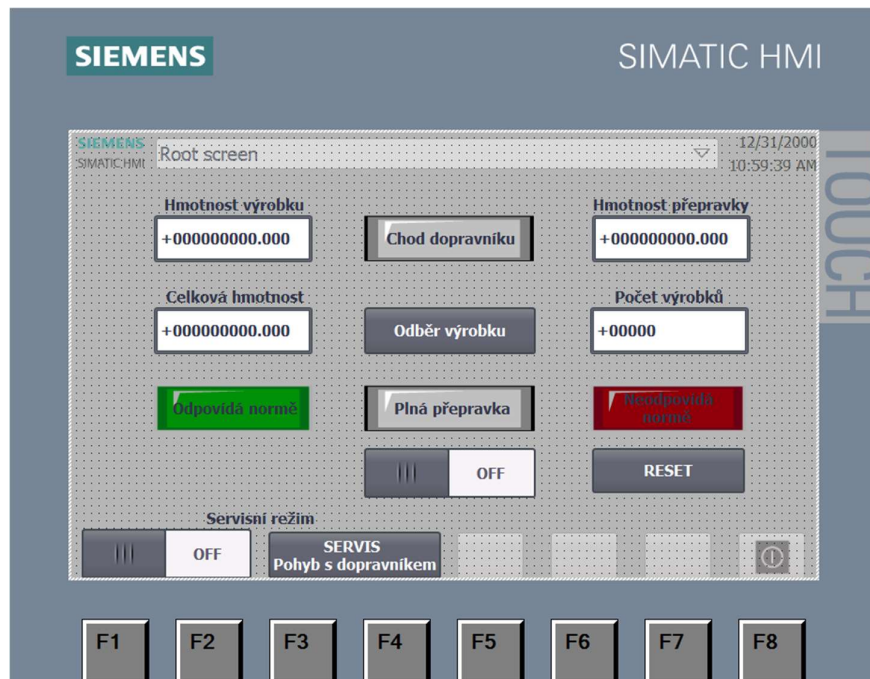 SIEMENS
SIMATIC HMI
TOUCH
SIEMENS
SIMATIC HMI
Root screen
12/31/2000
10:59:39 AM
Hmotnost výrobku
+000000000.000
Chod dopravníku
Hmotnost přepravky
+000000000.000
Celková hmotnost
+000000000.000
Odběr výrobku
Počet výrobků
+00000
Odpovídá normě
Plná přepravka
Neodpovídá
normě
OFF
RESET
Servisní režim
OFF
SERVIS
Pohyb s dopravníkem
F1
F2
F3
F4
F5
F6
F7
F8